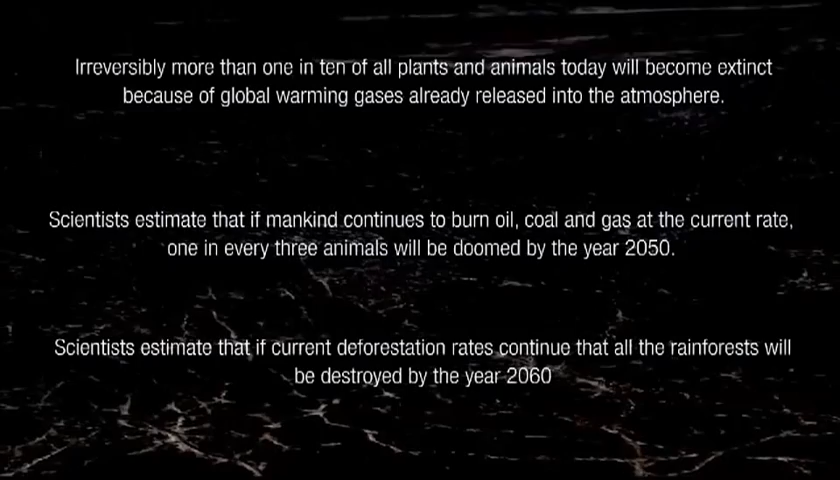 Irreversibly more than one in ten of all plants and animals today will become extinct
because of global warming gases already released into the atmosphere.
Scientists estimate that if mankind continues to burn oil, coal and gas at the current rate,
one in every three animals will be doomed by the year 2050.
Scientists estimate that if current deforestation rates continue that all the rainforests will
be destroyed by the year 2060